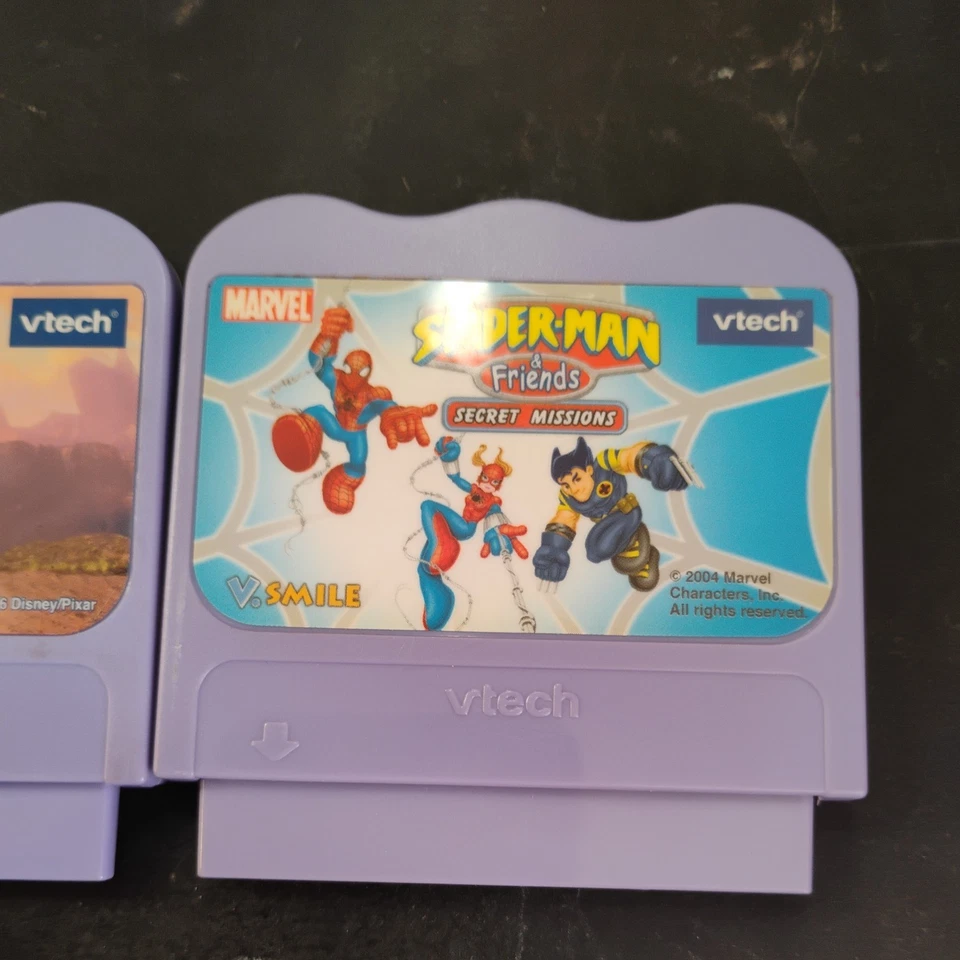 vtech®
6 Disney/Pixar
MARVEL
SPIDER-MAN
&
Friends
SECRET MISSIONS
vtech®
V.SMILE
© 2004 Marvel
Characters, Inc.
All rights reserved.
vtech